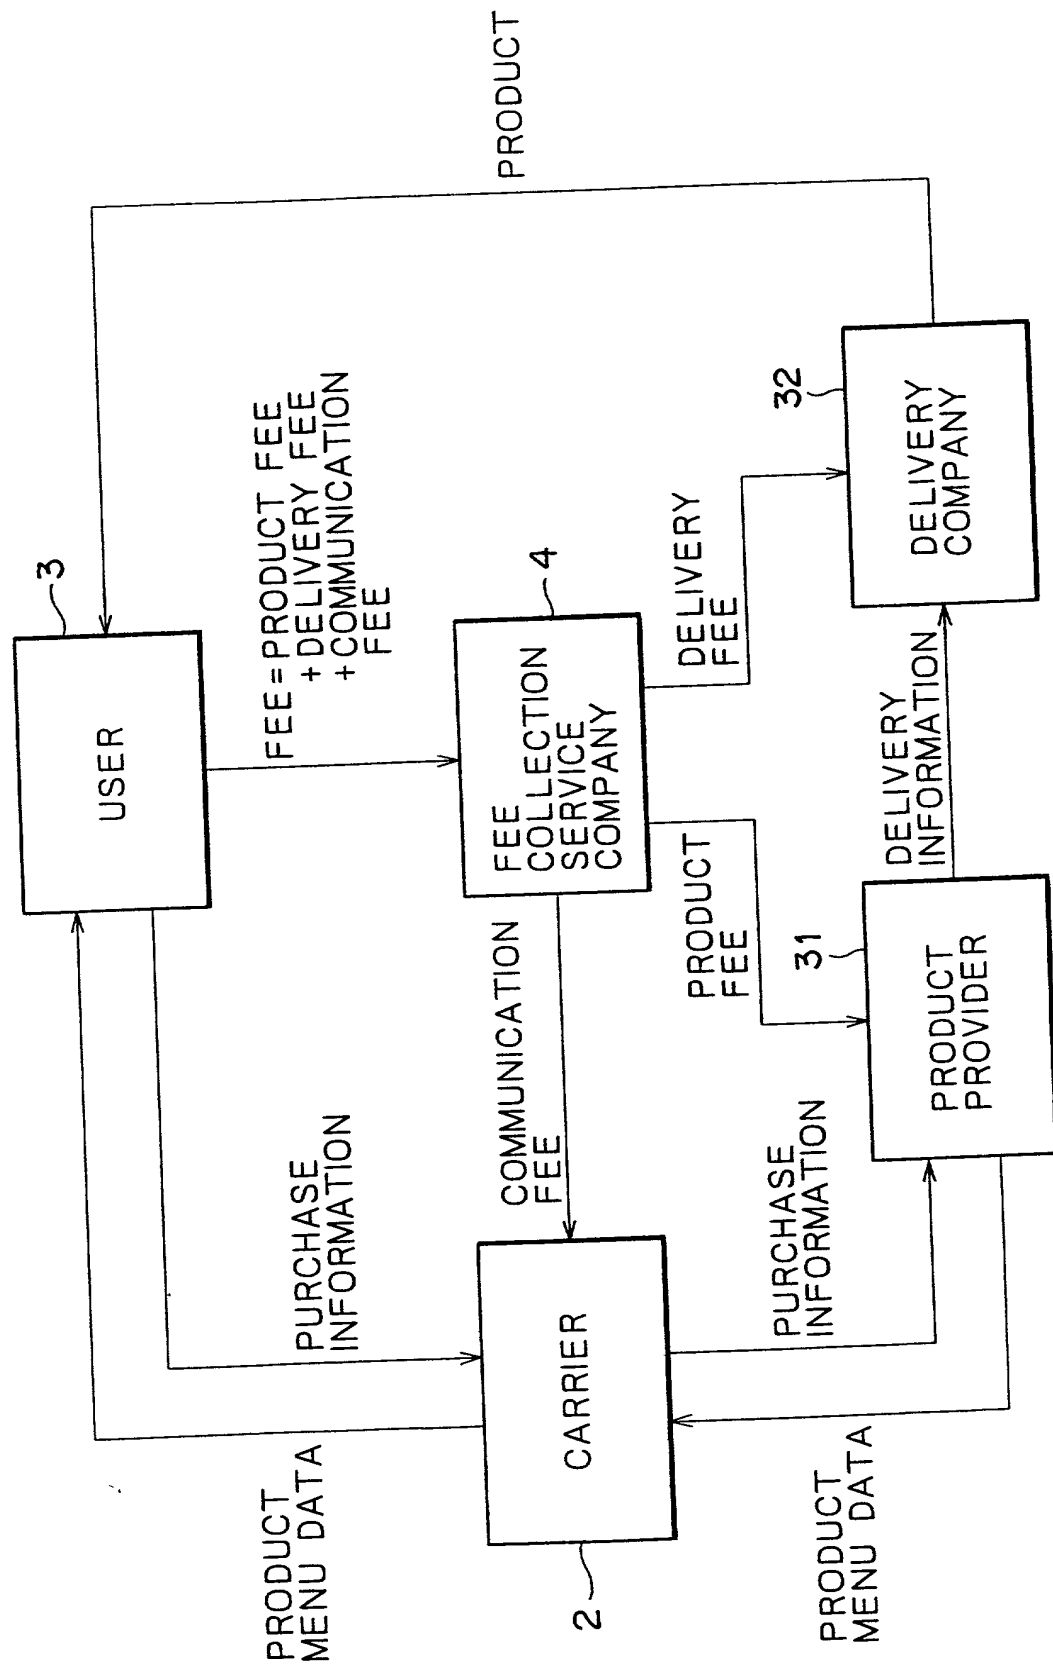 PRODUCT
3
USER
FEE=PRODUCT FEE
+DELIVERY FEE
+COMMUNICATION
FEE
PRODUCT
MENU DATA
PURCHASE
INFORMATION
2
CARRIER
COMMUNICATION
FEE
4
FEE
COLLECTION
SERVICE
COMPANY
PRODUCT
FEE
DELIVERY
FEE
PRODUCT
MENU DATA
PURCHASE
INFORMATION
31
PRODUCT
PROVIDER
DELIVERY
INFORMATION
32
DELIVERY
COMPANY